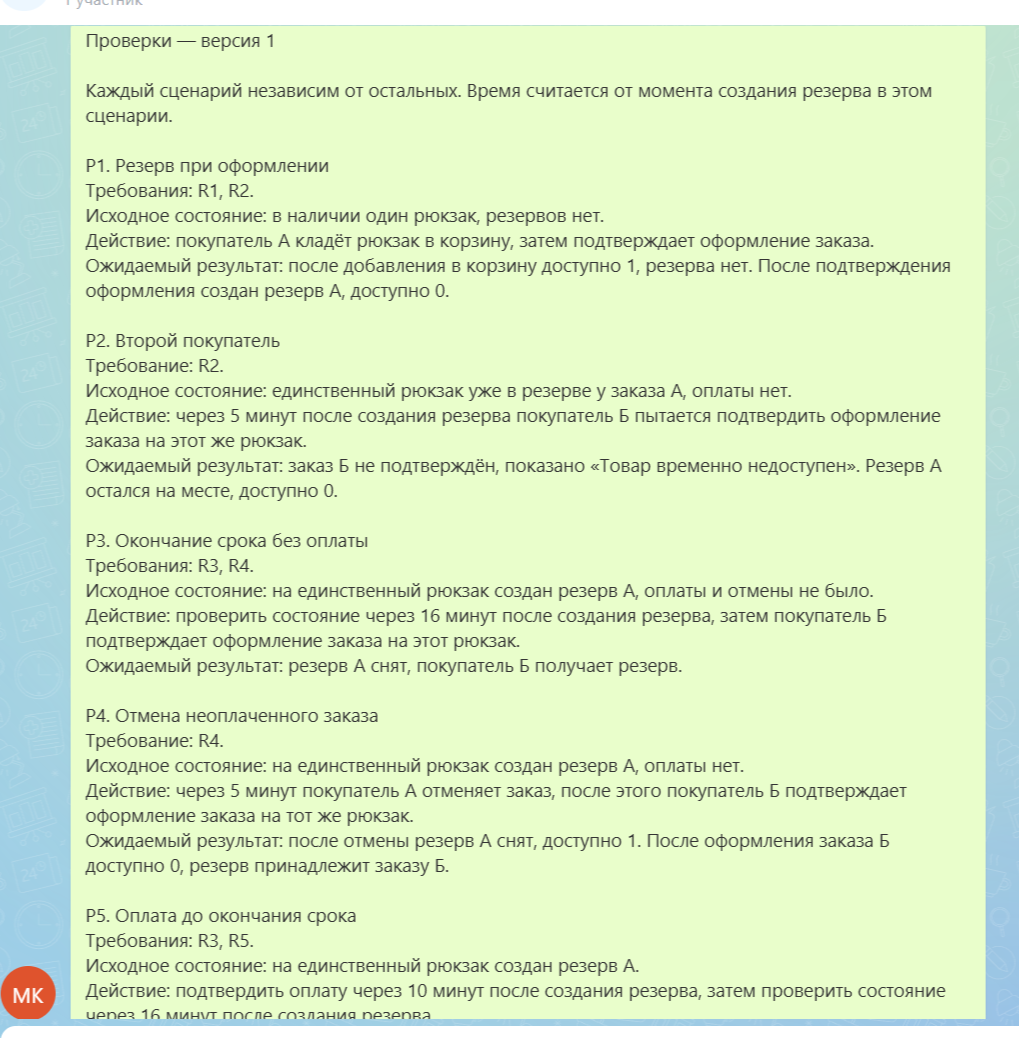 1 участник
Проверки — версия 1
Каждый сценарий независим от остальных. Время считается от момента создания резерва в этом
сценарии.
P1. Резерв при оформлении
Требования: R1, R2.
Исходное состояние: в наличии один рюкзак, резервов нет.
Действие: покупатель А кладёт рюкзак в корзину, затем подтверждает оформление заказа.
Ожидаемый результат: после добавления в корзину доступно 1, резерва нет. После подтверждения
оформления создан резерв А, доступно 0.
P2. Второй покупатель
Требование: R2.
Исходное состояние: единственный рюкзак уже в резерве у заказа А, оплаты нет.
Действие: через 5 минут после создания резерва покупатель Б пытается подтвердить оформление
заказа на этот же рюкзак.
Ожидаемый результат: заказ Б не подтверждён, показано «Товар временно недоступен». Резерв А
остался на месте, доступно 0.
P3. Окончание срока без оплаты
Требования: R3, R4.
Исходное состояние: на единственный рюкзак создан резерв А, оплаты и отмены не было.
Действие: проверить состояние через 16 минут после создания резерва, затем покупатель Б
подтверждает оформление заказа на этот рюкзак.
Ожидаемый результат: резерв А снят, покупатель Б получает резерв.
P4. Отмена неоплаченного заказа
Требование: R4.
Исходное состояние: на единственный рюкзак создан резерв А, оплаты нет.
Действие: через 5 минут покупатель А отменяет заказ, после этого покупатель Б подтверждает
оформление заказа на тот же рюкзак.
Ожидаемый результат: после отмены резерв А снят, доступно 1. После оформления заказа Б
доступно 0, резерв принадлежит заказу Б.
P5. Оплата до окончания срока
Требования: R3, R5.
Исходное состояние: на единственный рюкзак создан резерв А.
Действие: подтвердить оплату через 10 минут после создания резерва, затем проверить состояние
через 16 минут после создания резерва
МК